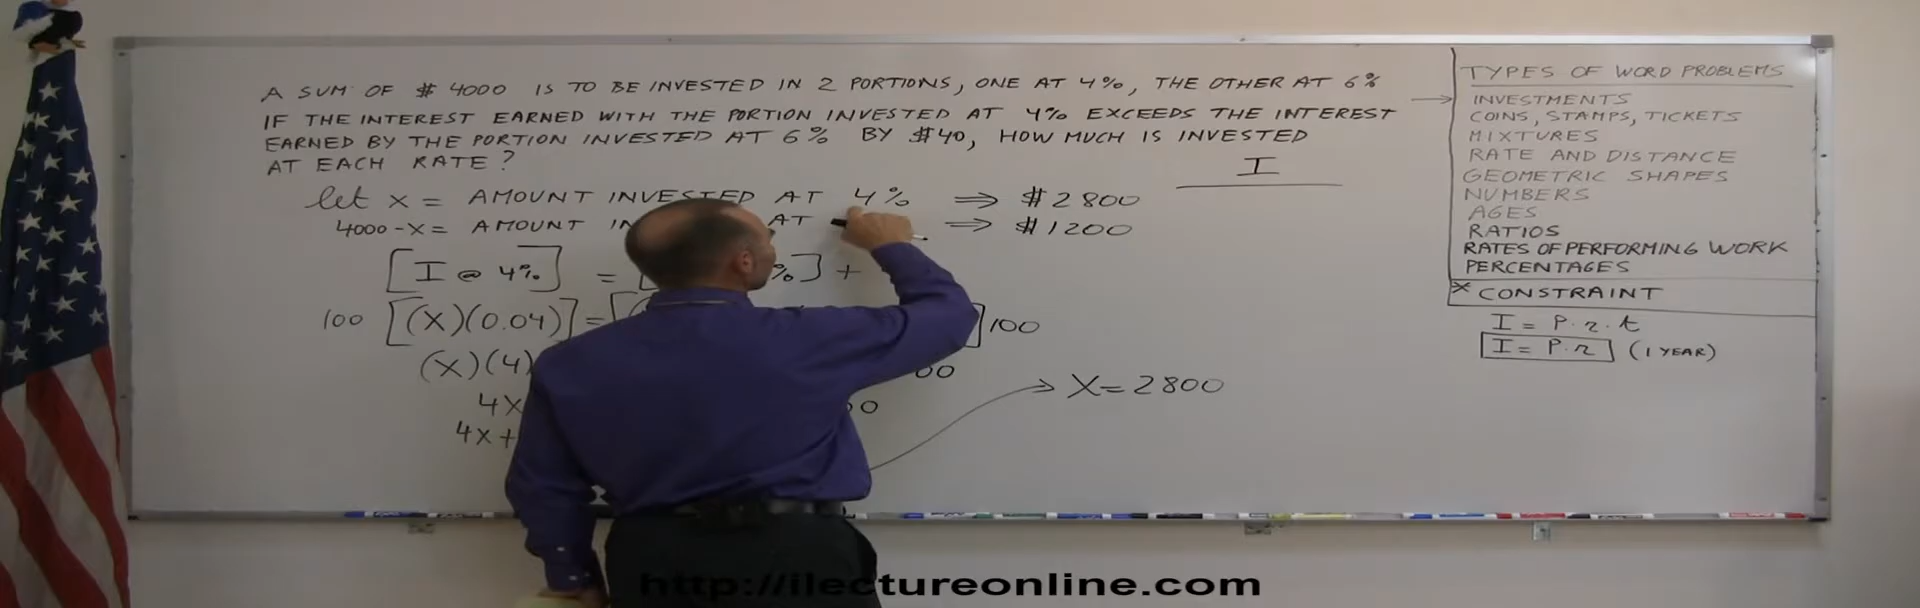 A SUM OF $ 4000 IS TO BE INVESTED IN 2 PORTIONS, ONE AT 4%, THE OTHER AT 6%
IF THE INTEREST EARNED WITH THE PORTION INVESTED AT 4% EXCEEDS THE INTEREST
EARNED BY THE PORTION INVESTED AT 6% BY $40, HOW MUCH IS INVESTED
AT EACH RATE?
I
let x = AMOUNT INVESTED AT 4% ⇒ $2800
4000-x= AMOUNT AT ⇒ $1200
[I @ 4%] = [ %] +
100 [(X)(0.04)] = [ ]100
(X)(4)
4X
4X+
X=2800
TYPES OF WORD PROBLEMS
→ INVESTMENTS
COINS, STAMPS, TICKETS
MIXTURES
RATE AND DISTANCE
GEOMETRIC SHAPES
NUMBERS
AGES
RATIOS
RATES OF PERFORMING WORK
PERCENTAGES
* CONSTRAINT
I = P.r.t
I = P.r (1 YEAR)
http://ilectureonline.com